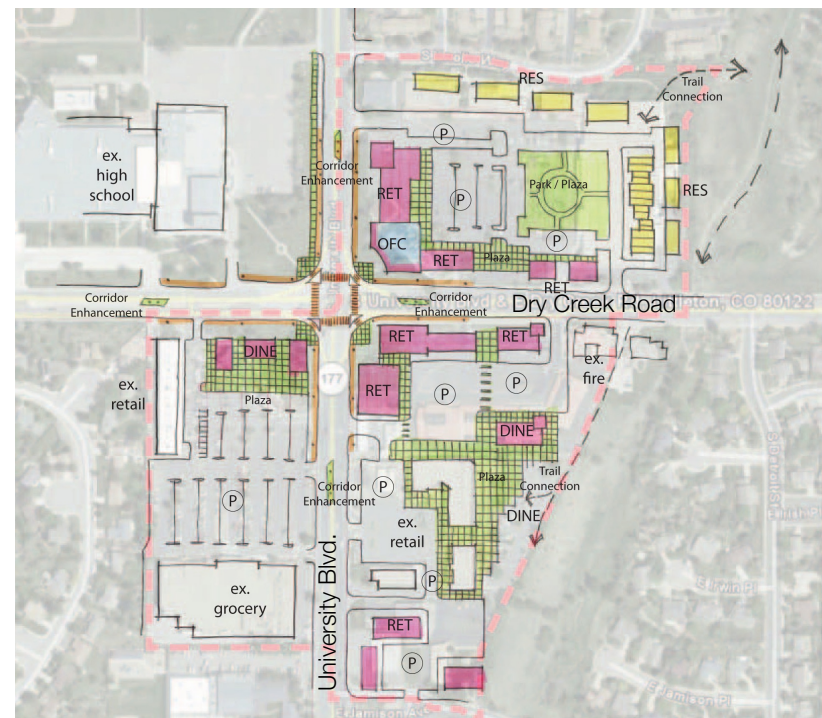 RES
Trail
Connection
P
ex.
high
school
Corridor
Enhancement
RET
P
Park / Plaza
RES
OFC
P
RET
Plaza
RET
Corridor
Enhancement
Corridor
Enhancement
Dry Creek Road
CO 80122
RET
RET
DINE
ex.
fire
177
ex.
retail
RET
P
P
Plaza
DINE
Plaza
Trail
Connection
P
Corridor
Enhancement
P
DINE
ex.
retail
P
ex.
grocery
University Blvd.
RET
P